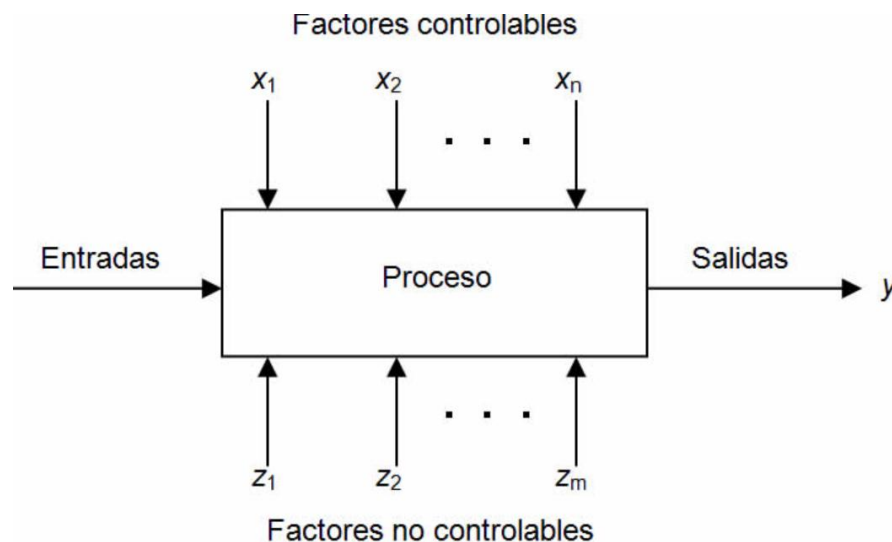 Factores controlables
x1 x2 xn
. . .
Entradas Proceso Salidas y
. . .
z1 z2 zm
Factores no controlables